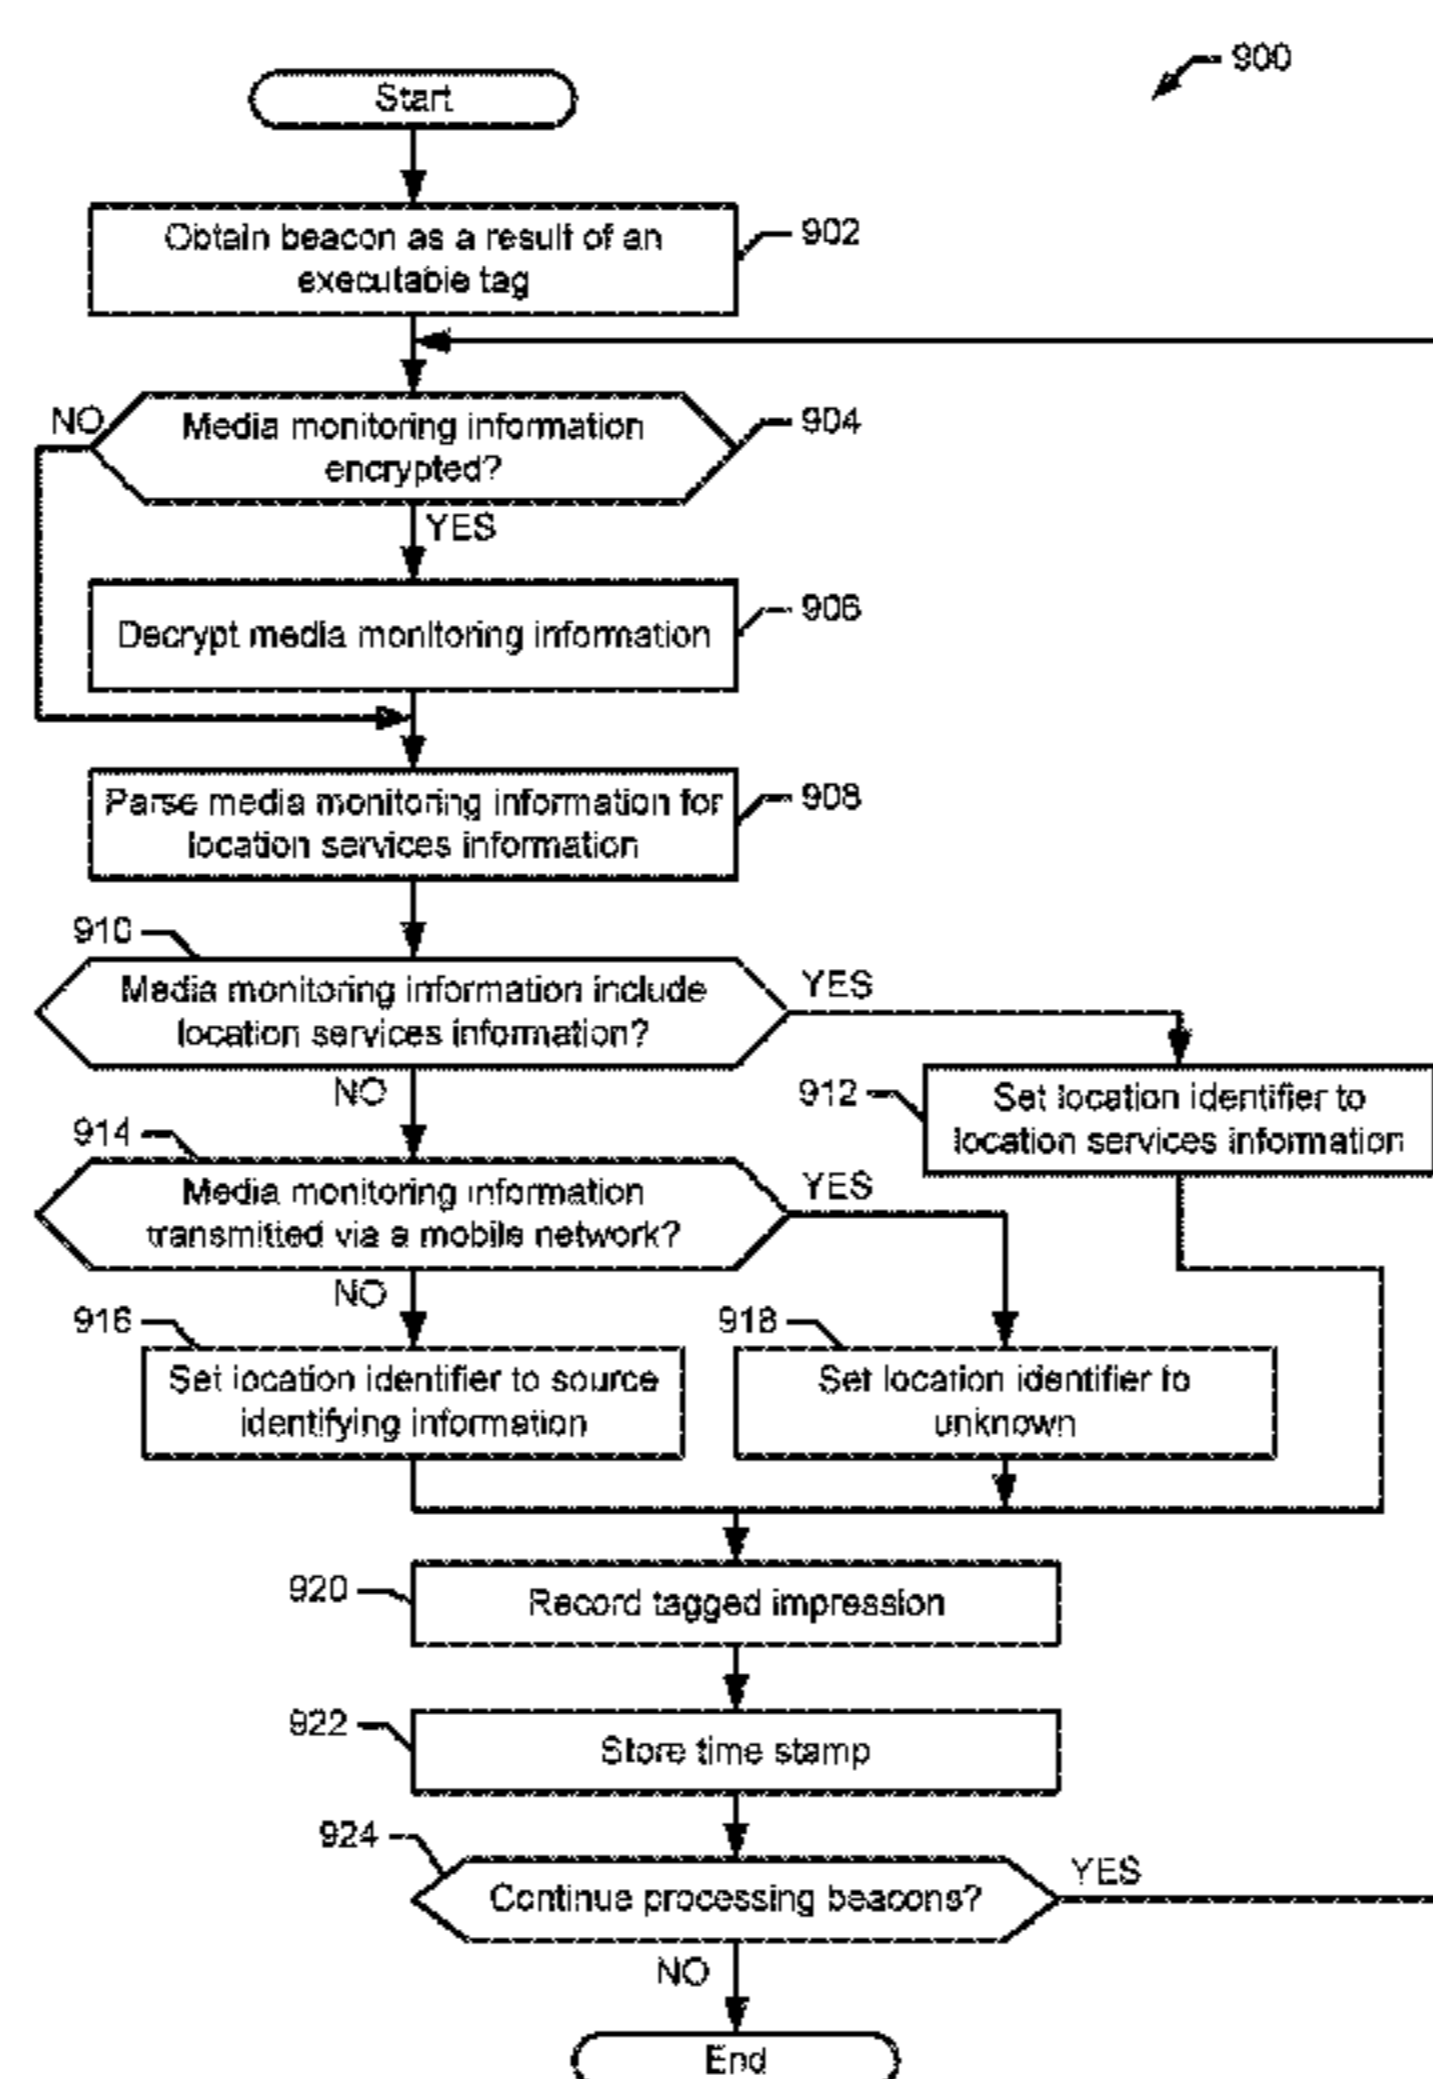 900
Start
Obtain beacon as a result of an
executable tag
902
NO
Media monitoring information
encrypted?
904
YES
Decrypt media monitoring information
906
Parse media monitoring information for
location services information
908
910
Media monitoring information include
location services information?
YES
NO
912
Set location identifier to
location services information
914
Media monitoring information
transmitted via a mobile network?
YES
NO
916
Set location identifier to source
identifying information
918
Set location identifier to
unknown
920
Record tagged impression
922
Store time stamp
924
Continue processing beacons?
YES
NO
End